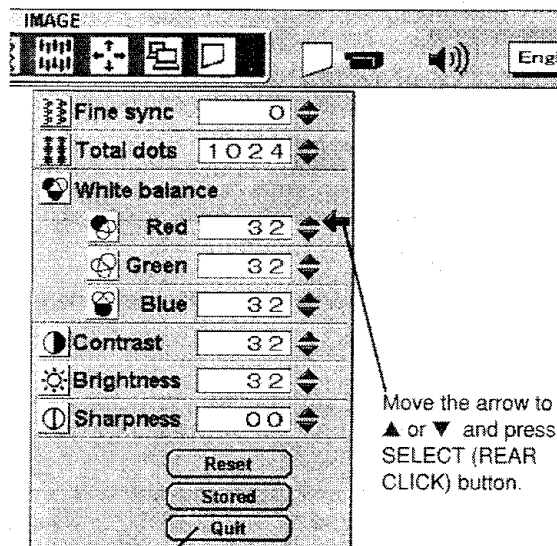 IMAGE
Engl
Fine sync 0
Total dots 1024
White balance
Red 32
Green 32
Blue 32
Contrast 32
Brightness 32
Sharpness 00
Move the arrow to
▲ or ▼ and press
SELECT (REAR
CLICK) button.
Reset
Stored
Quit